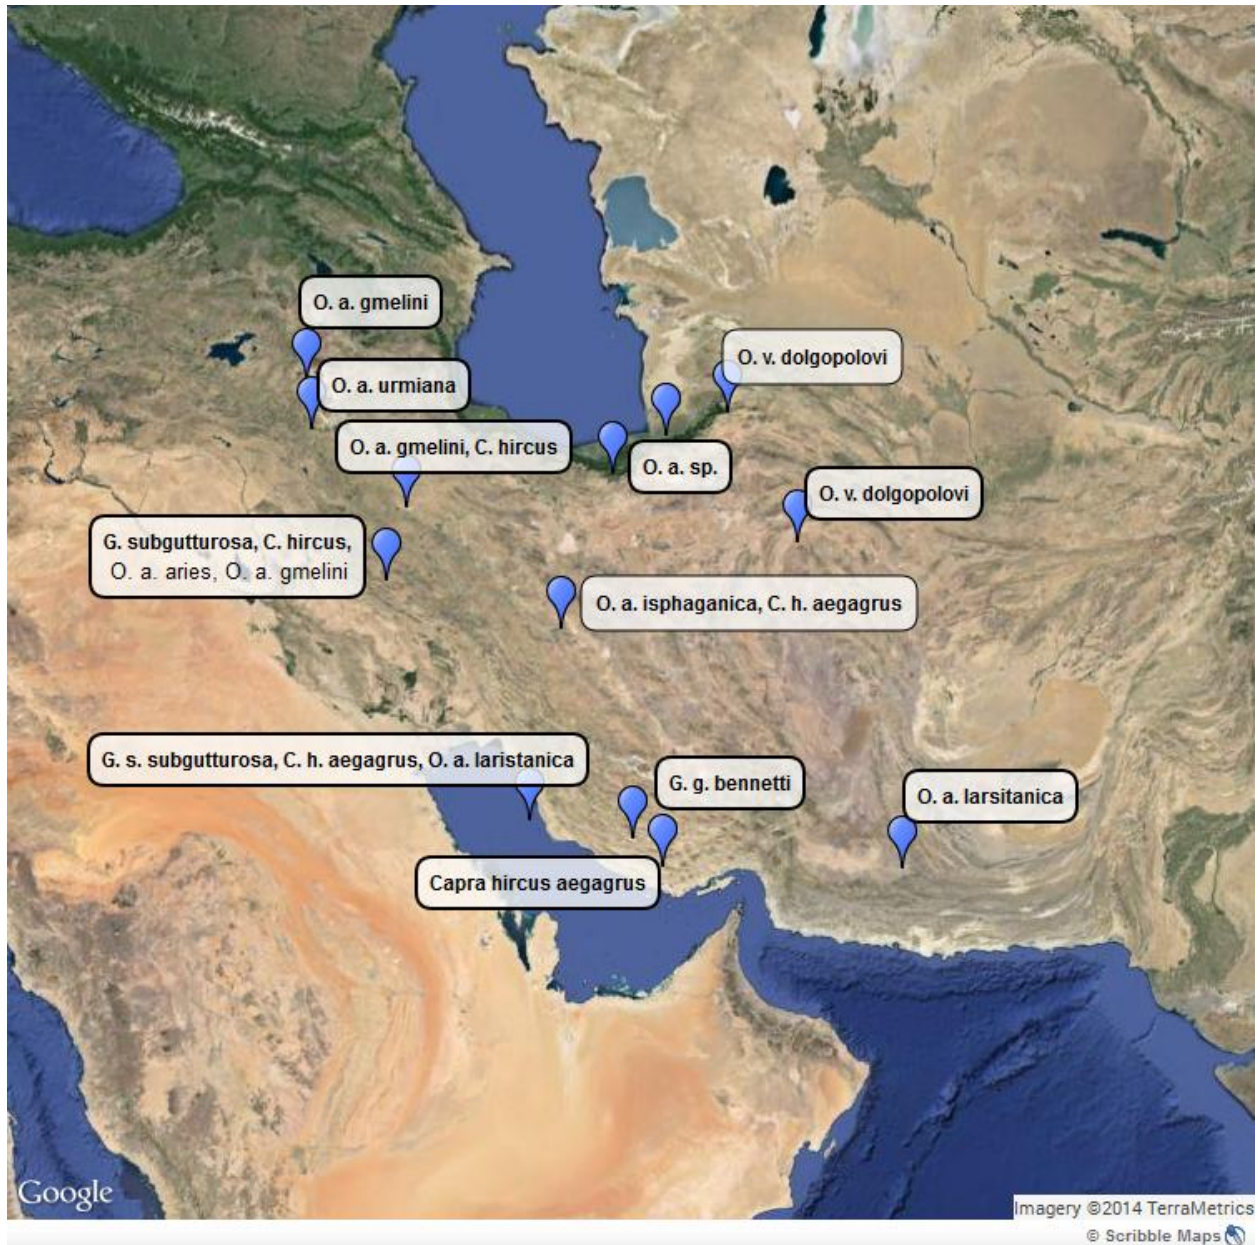 O. a. gmelini
O. v. dolgopolovi
O. a. urmiana
O. a. gmelini, C. hircus
O. a. sp.
O. v. dolgopolovi
G. subgutturosa, C. hircus,
O. a. aries, O. a. gmelini
O. a. isphaganica, C. h. aegagrus
G. s. subgutturosa, C. h. aegagrus, O. a. laristanica
G. g. bennetti
O. a. larsitanica
Capra hircus aegagrus
Google
Imagery ©2014 TerraMetrics
© Scribble Maps